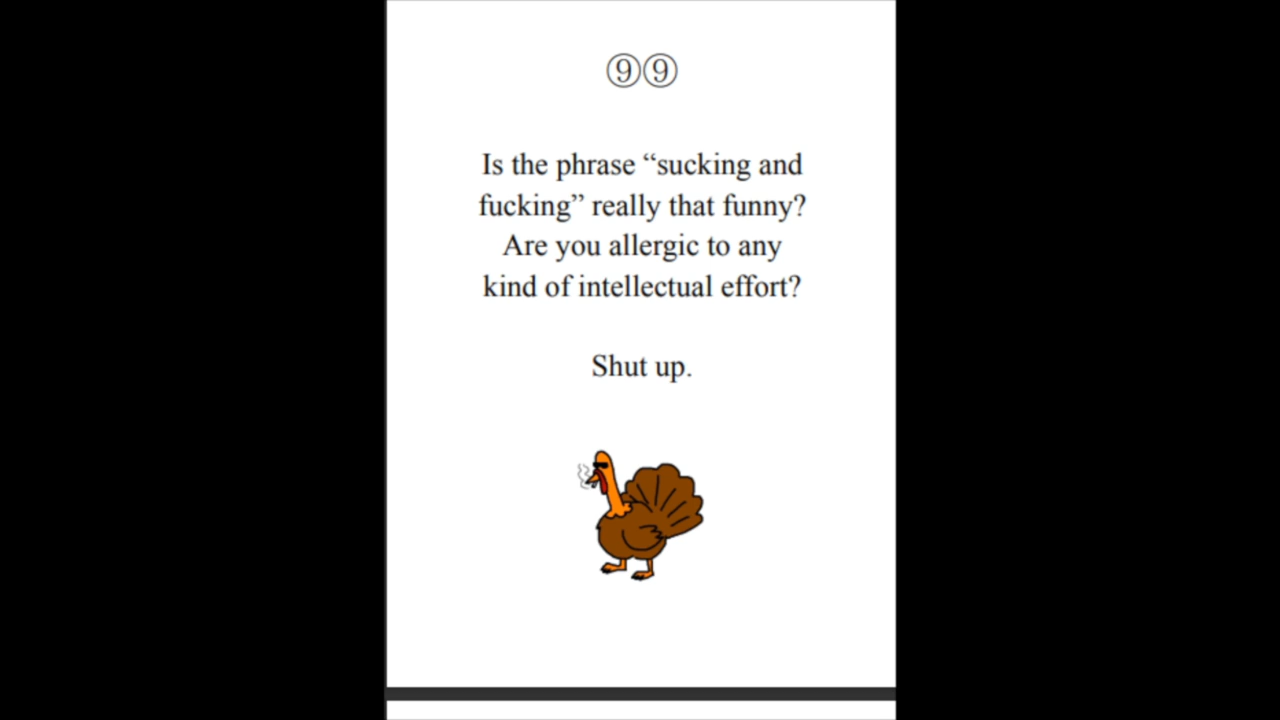 ⑨⑨
Is the phrase “sucking and
fucking” really that funny?
Are you allergic to any
kind of intellectual effort?
Shut up.